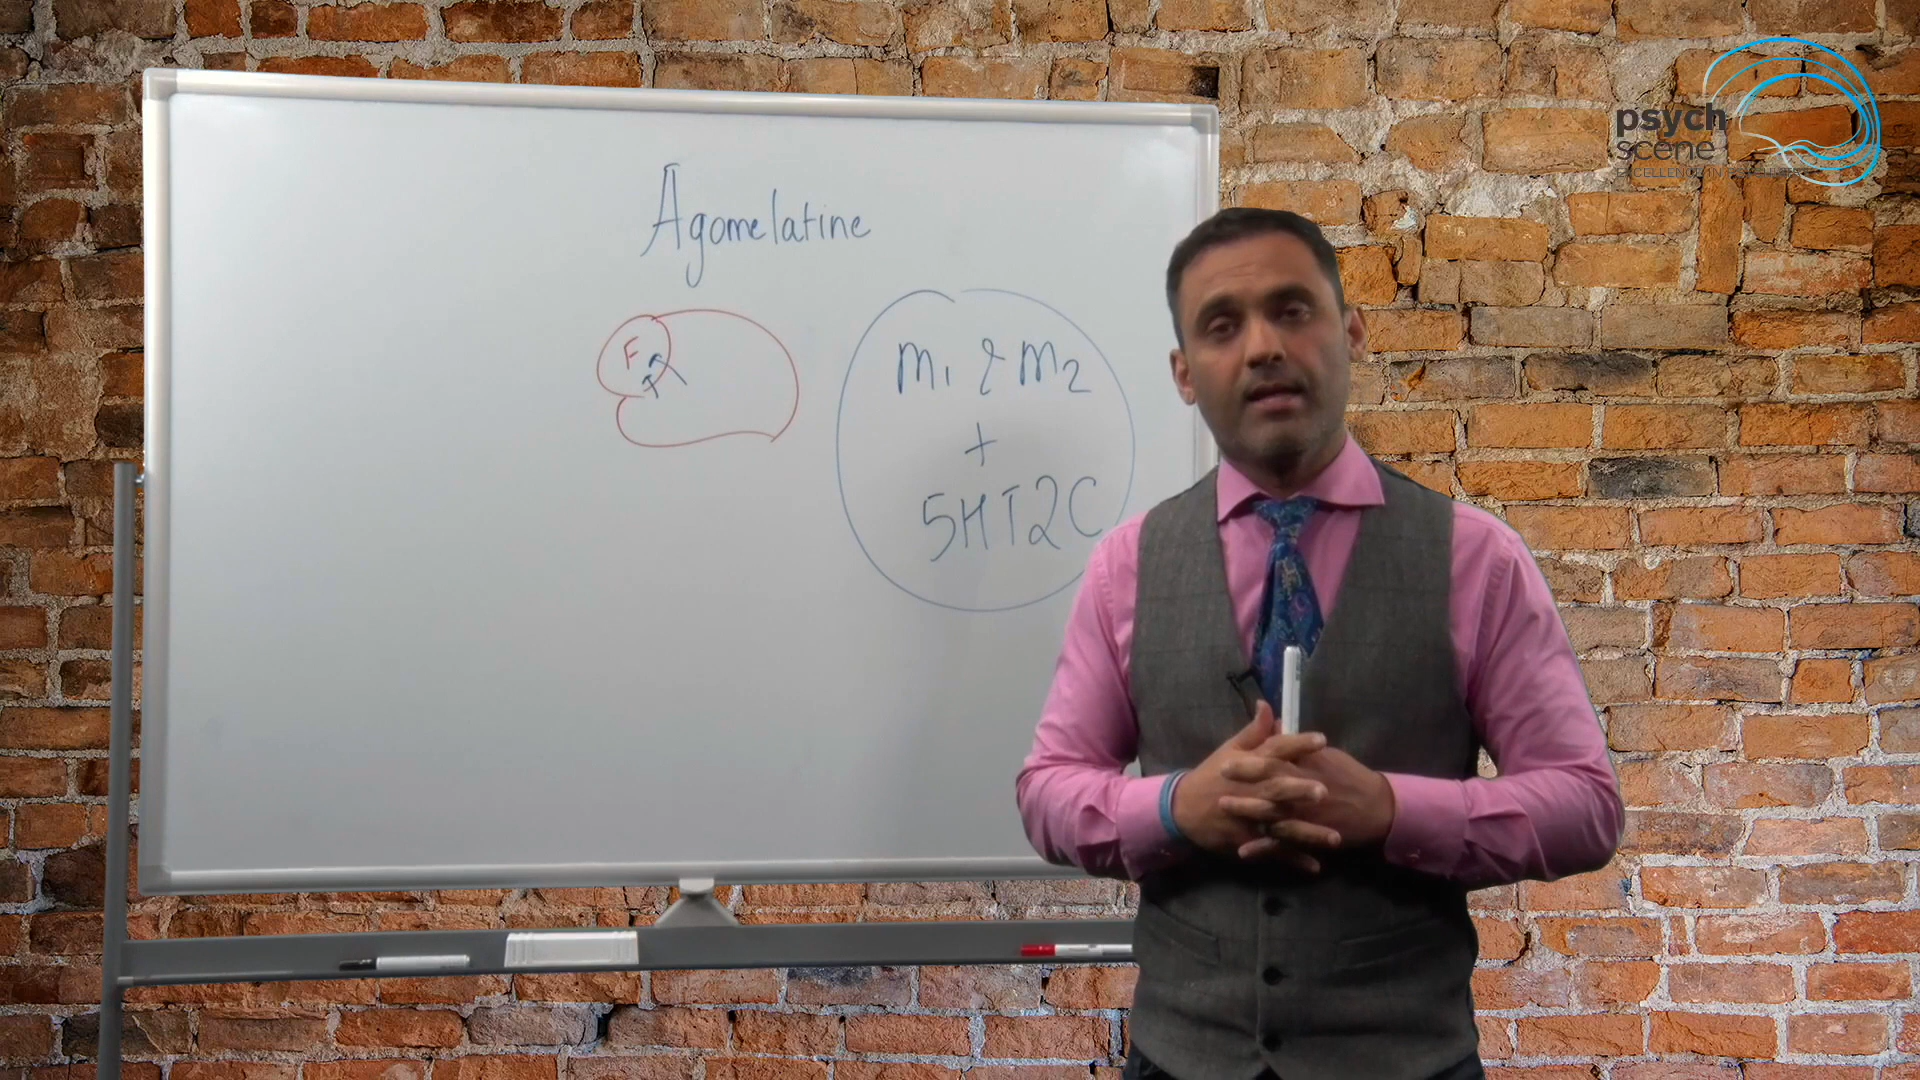 psych
scene
Agomelatine
F
m1 & m2
+
5HT2C